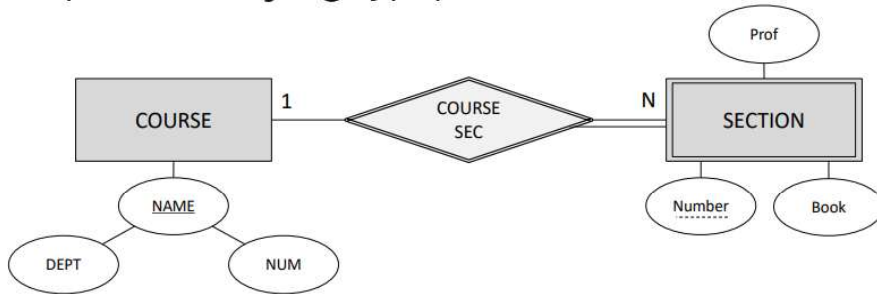 Prof
COURSE
1
COURSE
SEC
N
SECTION
NAME
Number
Book
DEPT
NUM